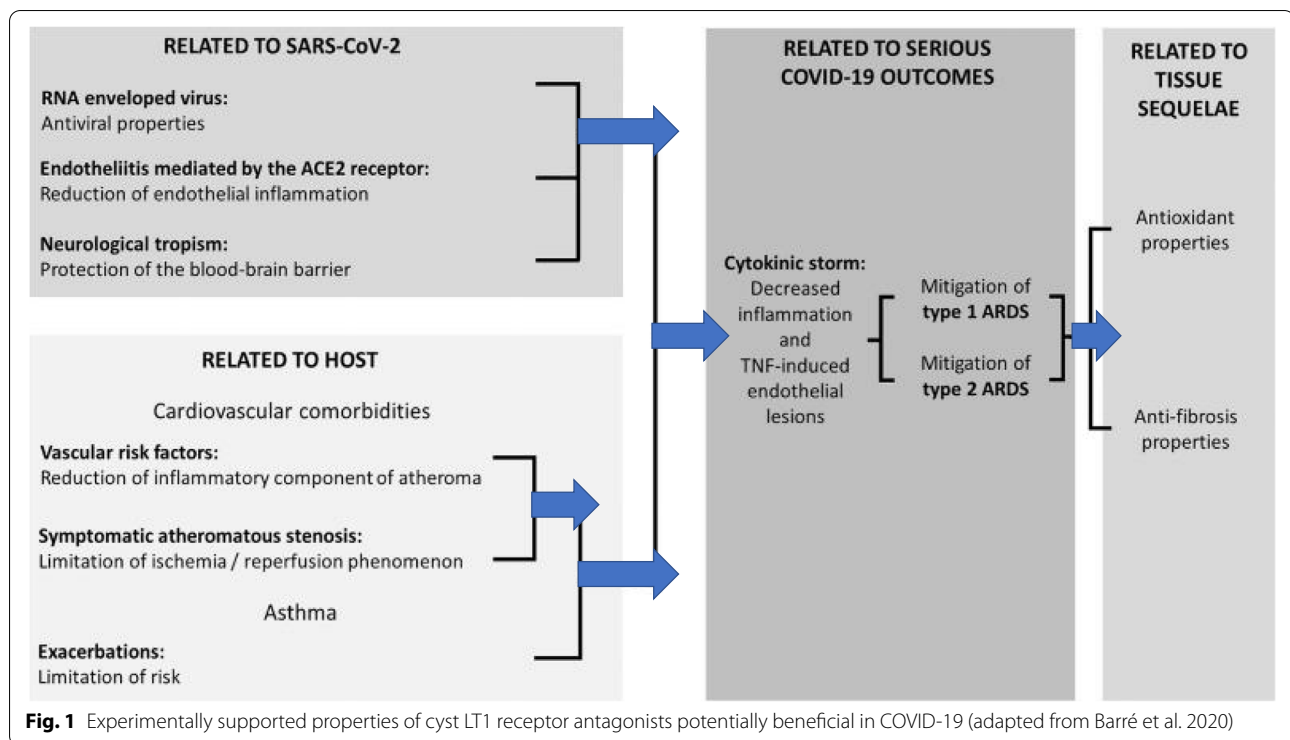 RELATED TO SARS-CoV-2
RNA enveloped virus:
Antiviral properties
Endotheliitis mediated by the ACE2 receptor:
Reduction of endothelial inflammation
Neurological tropism:
Protection of the blood-brain barrier
RELATED TO HOST
Cardiovascular comorbidities
Vascular risk factors:
Reduction of inflammatory component of atheroma
Symptomatic atheromatous stenosis:
Limitation of ischemia / reperfusion phenomenon
Asthma
Exacerbations:
Limitation of risk
RELATED TO SERIOUS
COVID-19 OUTCOMES
Cytokinic storm:
Decreased
inflammation
and
TNF-induced
endothelial
lesions
Mitigation of
type 1 ARDS
Mitigation of
type 2 ARDS
RELATED TO
TISSUE
SEQUELAE
Antioxidant
properties
Anti-fibrosis
properties
Fig. 1 Experimentally supported properties of cyst LT1 receptor antagonists potentially beneficial in COVID-19 (adapted from Barré et al. 2020)